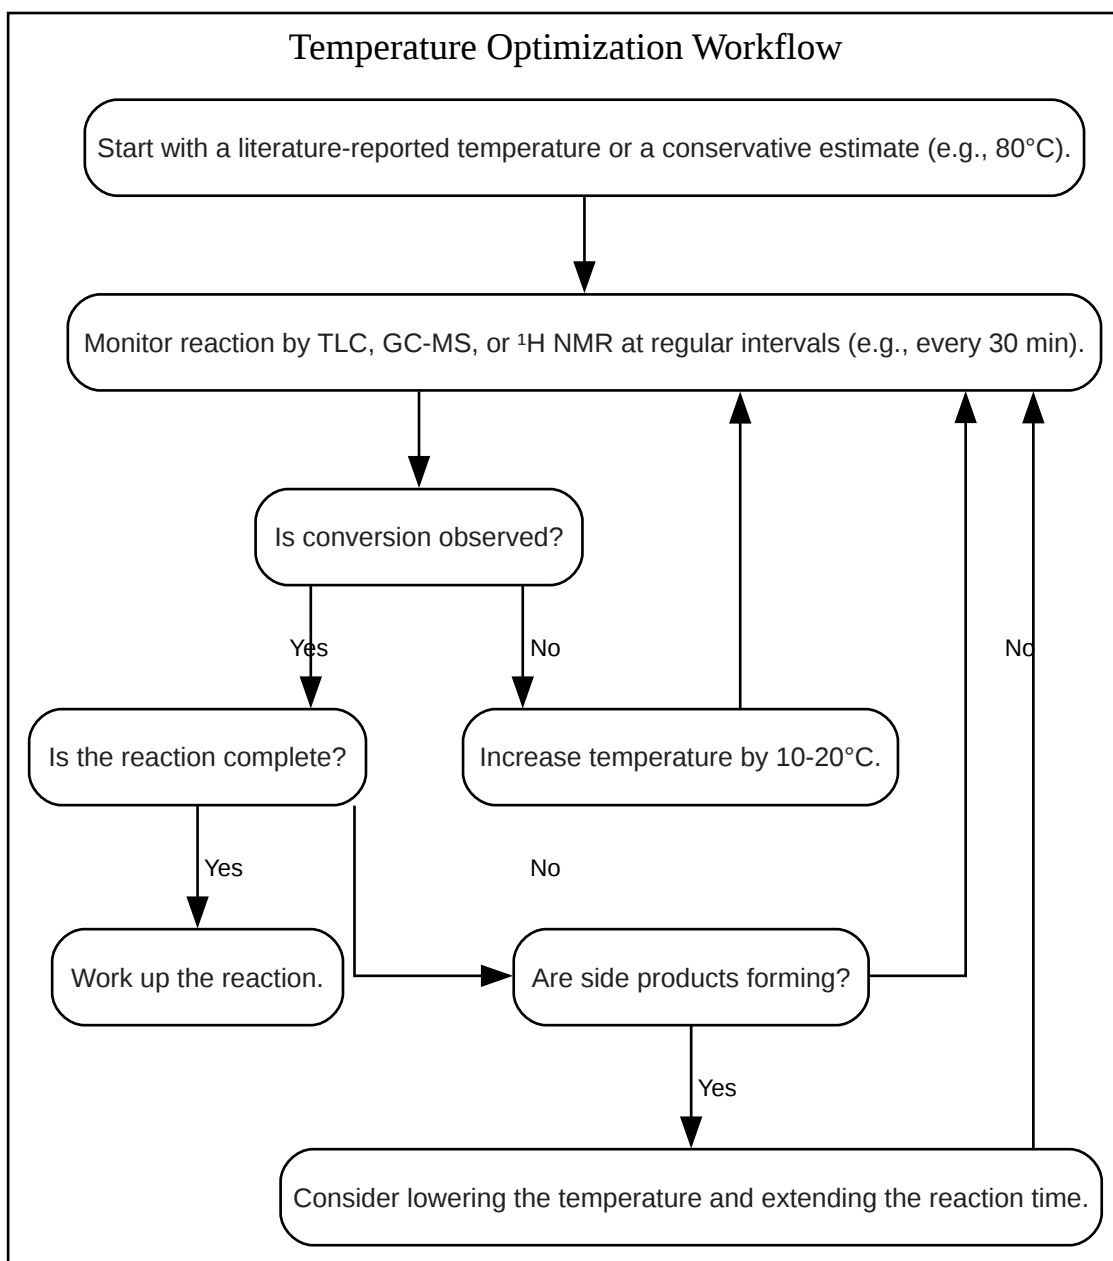 Temperature Optimization Workflow
Start with a literature-reported temperature or a conservative estimate (e.g., 80°C).
Monitor reaction by TLC, GC-MS, or ¹H NMR at regular intervals (e.g., every 30 min).
Is conversion observed?
Yes
No
No
Is the reaction complete?
Increase temperature by 10-20°C.
Yes
No
Work up the reaction.
Are side products forming?
Yes
Consider lowering the temperature and extending the reaction time.